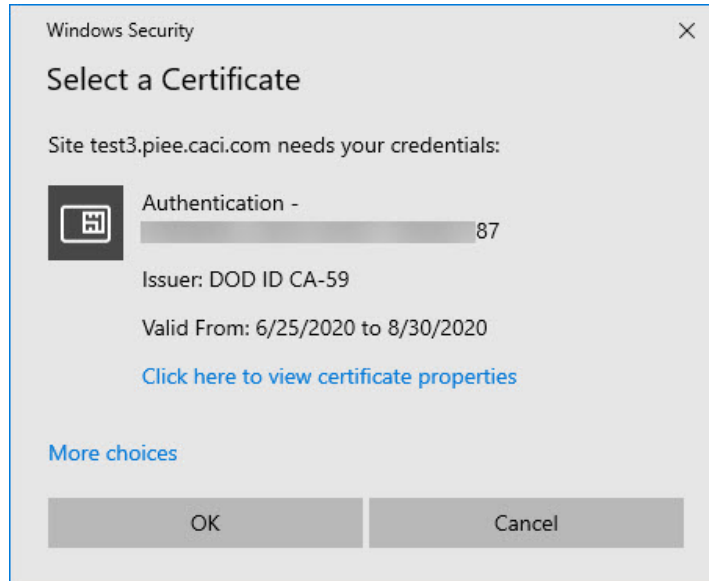 Windows Security
Select a Certificate
Site test3.piee.caci.com needs your credentials:
Authentication -
87
Issuer: DOD ID CA-59
Valid From: 6/25/2020 to 8/30/2020
Click here to view certificate properties
More choices
OK
Cancel